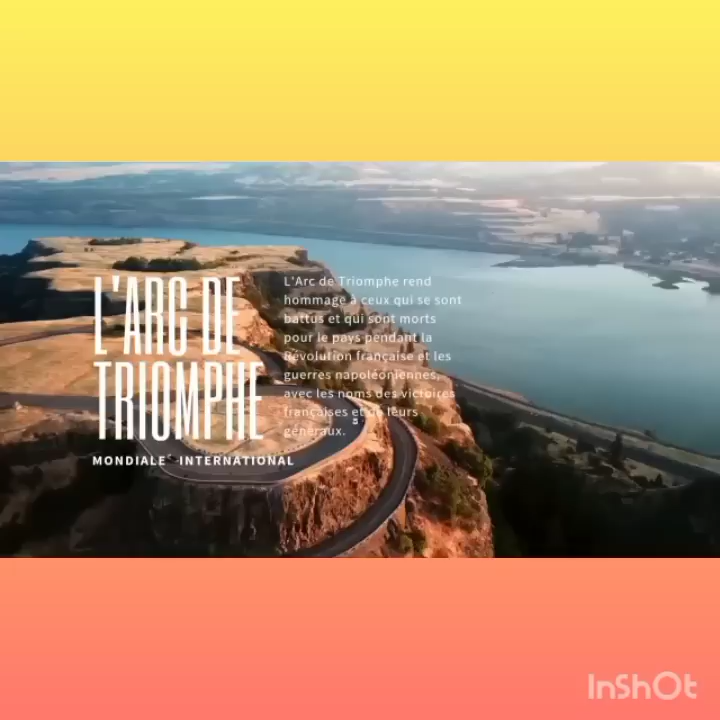 L'ARC DE
TRIOMPHE
MONDIALE INTERNATIONAL
L'Arc de Triomphe rend
hommage à ceux qui se sont
battus et qui sont morts
pour le pays pendant la
Révolution française et les
guerres napoléoniennes,
avec les noms des victoires
françaises et de leurs
généraux.
InShOt